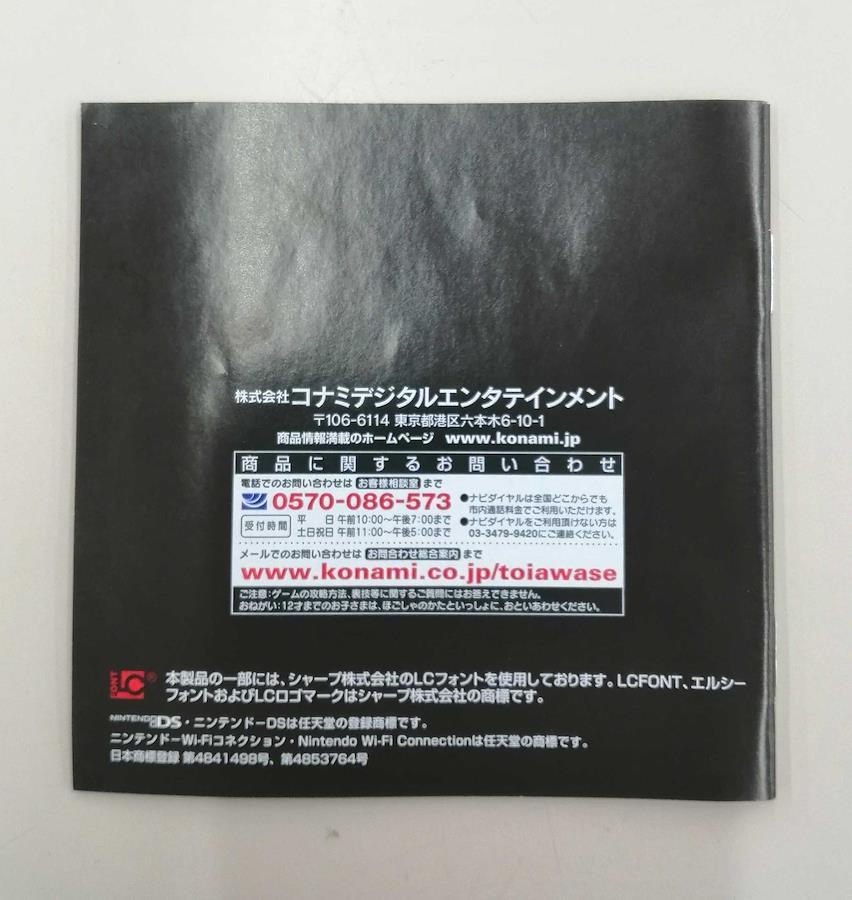 株式会社コナミデジタルエンタテインメント
〒106-6114 東京都港区六本木6-10-1
商品情報満載のホームページ www.konami.jp
商品に関するお問い合わせ
電話でのお問い合わせは お客様相談室 まで
0570-086-573
受付時間
平 日 午前10:00〜午後7:00まで
土日祝日 午前11:00〜午後5:00まで
●ナビダイヤルは全国どこからでも
市内通話料金でご利用いただけます。
●ナビダイヤルをご利用頂けない方は
03-3479-9420にご連絡ください。
メールでのお問い合わせは お問合わせ総合案内 まで
www.konami.co.jp/toiawase
ご注意:ゲームの攻略方法、裏技等に関するご質問にはお答えできません。
おねがい:12才までのお子さまは、ほごしゃのかたといっしょに、おといあわせください。
LC FONT ® 本製品の一部には、シャープ株式会社のLCフォントを使用しております。LCFONT、エルシー
フォントおよびLCロゴマークはシャープ株式会社の商標です。
NINTENDO DS・ニンテンドーDSは任天堂の登録商標です。
ニンテンドーWi-Fiコネクション・Nintendo Wi-Fi Connectionは任天堂の商標です。
日本商標登録 第4841498号、第4853764号